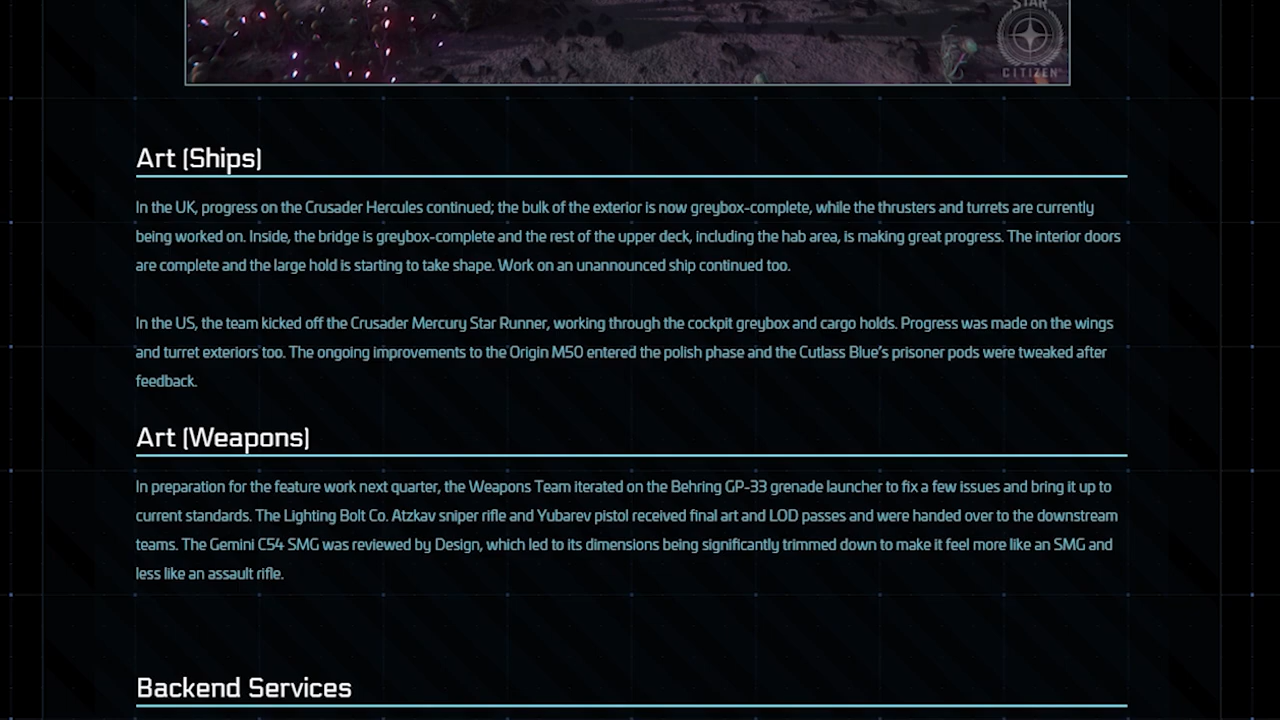 STAR
CITIZEN
Art (Ships)
In the UK, progress on the Crusader Hercules continued; the bulk of the exterior is now greybox-complete, while the thrusters and turrets are currently
being worked on. Inside, the bridge is greybox-complete and the rest of the upper deck, including the hab area, is making great progress. The interior doors
are complete and the large hold is starting to take shape. Work on an unannounced ship continued too.
In the US, the team kicked off the Crusader Mercury Star Runner, working through the cockpit greybox and cargo holds. Progress was made on the wings
and turret exteriors too. The ongoing improvements to the Origin M50 entered the polish phase and the Cutlass Blue's prisoner pods were tweaked after
feedback.
Art (Weapons)
In preparation for the feature work next quarter, the Weapons Team iterated on the Behring GP-33 grenade launcher to fix a few issues and bring it up to
current standards. The Lighting Bolt Co. Atzkav sniper rifle and Yubarev pistol received final art and LOD passes and were handed over to the downstream
teams. The Gemini C54 SMG was reviewed by Design, which led to its dimensions being significantly trimmed down to make it feel more like an SMG and
less like an assault rifle.
Backend Services